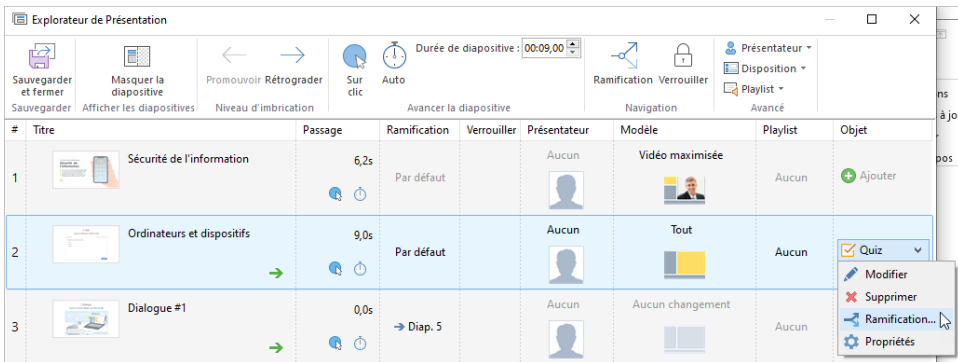 Explorateur de Présentation
Sauvegarder et fermer
Masquer la diapositive
Promouvoir Rétrograder
Sur clic
Auto
Durée de diapositive : 00:09,00
Ramification Verrouiller
Présentateur
Disposition
Playlist
Sauvegarder Afficher les diapositives Niveau d'imbrication Avancer la diapositive Navigation Avancé
# Titre Passage Ramification Verrouiller Présentateur Modèle Playlist Objet
1 Sécurité de l'information 6,2s Par défaut Aucun Vidéo maximisée Aucun Ajouter
2 Ordinateurs et dispositifs 9,0s Par défaut Aucun Tout Aucun Quiz
Modifier
Supprimer
Ramification...
Propriétés
3 Dialogue #1 0,0s Diap. 5 Aucun Aucun changement Aucun
ns
à jo
pos